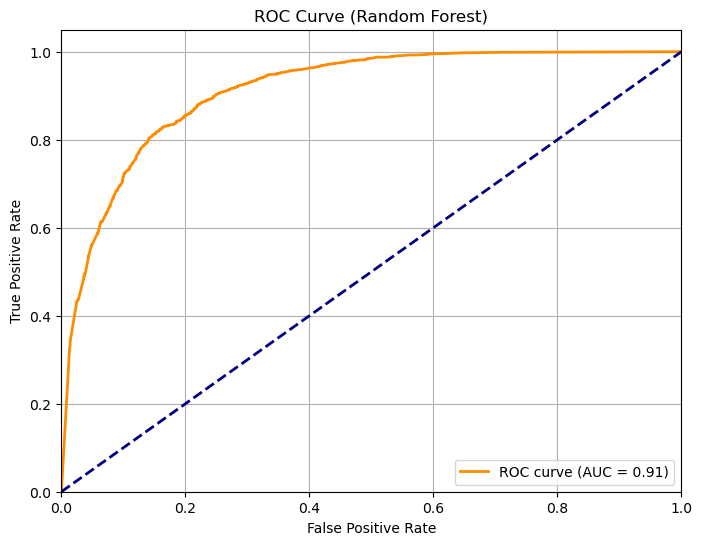 ROC Curve (Random Forest)
True Positive Rate
1.0
0.8
0.6
0.4
0.2
0.0
ROC curve (AUC = 0.91)
0.0 0.2 0.4 0.6 0.8 1.0
False Positive Rate